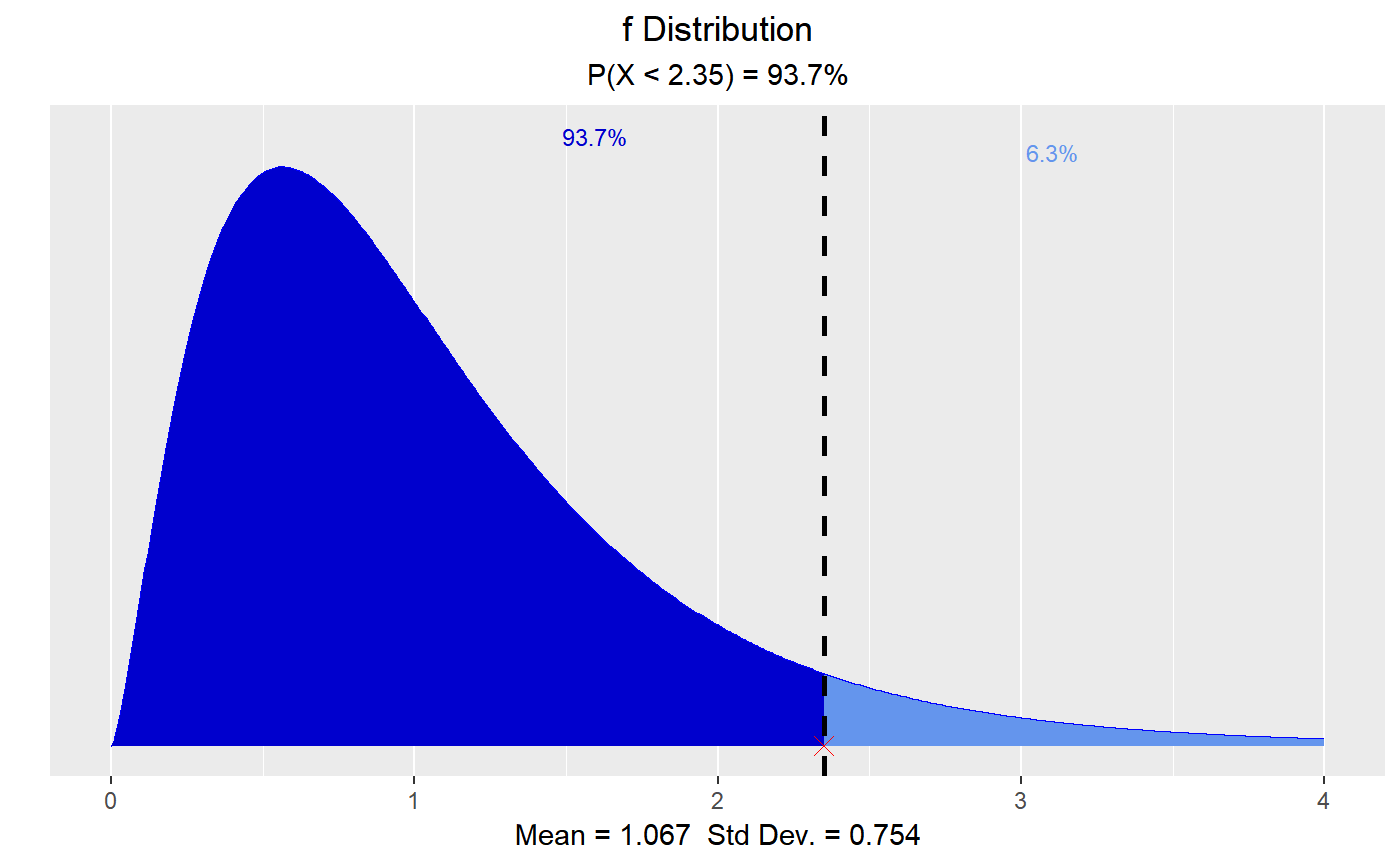 f Distribution
P(X < 2.35) = 93.7%
93.7%
6.3%
0 1 2 3 4
Mean = 1.067  Std Dev. = 0.754